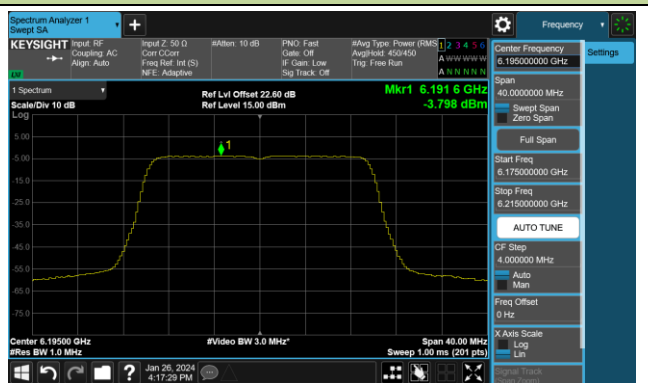 Spectrum Analyzer 1
Swept SA
Frequency
KEYSIGHT
Input: RF
Coupling: AC
Align: Auto
Input Z: 50 Ω
Corr CCorr
Freq Ref: Int (S)
NFE: Adaptive
#Atten: 10 dB
PNO: Fast
Gate: Off
IF Gain: Low
Sig Track: Off
#Avg Type: Power (RMS)
Avg|Hold: 450/450
Trig: Free Run
1 2 3 4 5 6
A W W W W W
A N N N N N
1 Spectrum
Scale/Div 10 dB
Log
Ref Lvl Offset 22.60 dB
Ref Level 15.00 dBm
Mkr1 6.191 6 GHz
-3.798 dBm
1
5.00
-5.00
-15.0
-25.0
-35.0
-45.0
-55.0
-65.0
-75.0
Center 6.19500 GHz
#Res BW 1.0 MHz
#Video BW 3.0 MHz*
Span 40.00 MHz
Sweep 1.00 ms (201 pts)
Center Frequency
6.195000000 GHz
Settings
Span
40.0000000 MHz
Swept Span
Zero Span
Full Span
Start Freq
6.175000000 GHz
Stop Freq
6.215000000 GHz
AUTO TUNE
CF Step
4.000000 MHz
Auto
Man
Freq Offset
0 Hz
X Axis Scale
Log
Lin
Signal Track
(Span Zoom)
?
Jan 26, 2024
4:17:29 PM